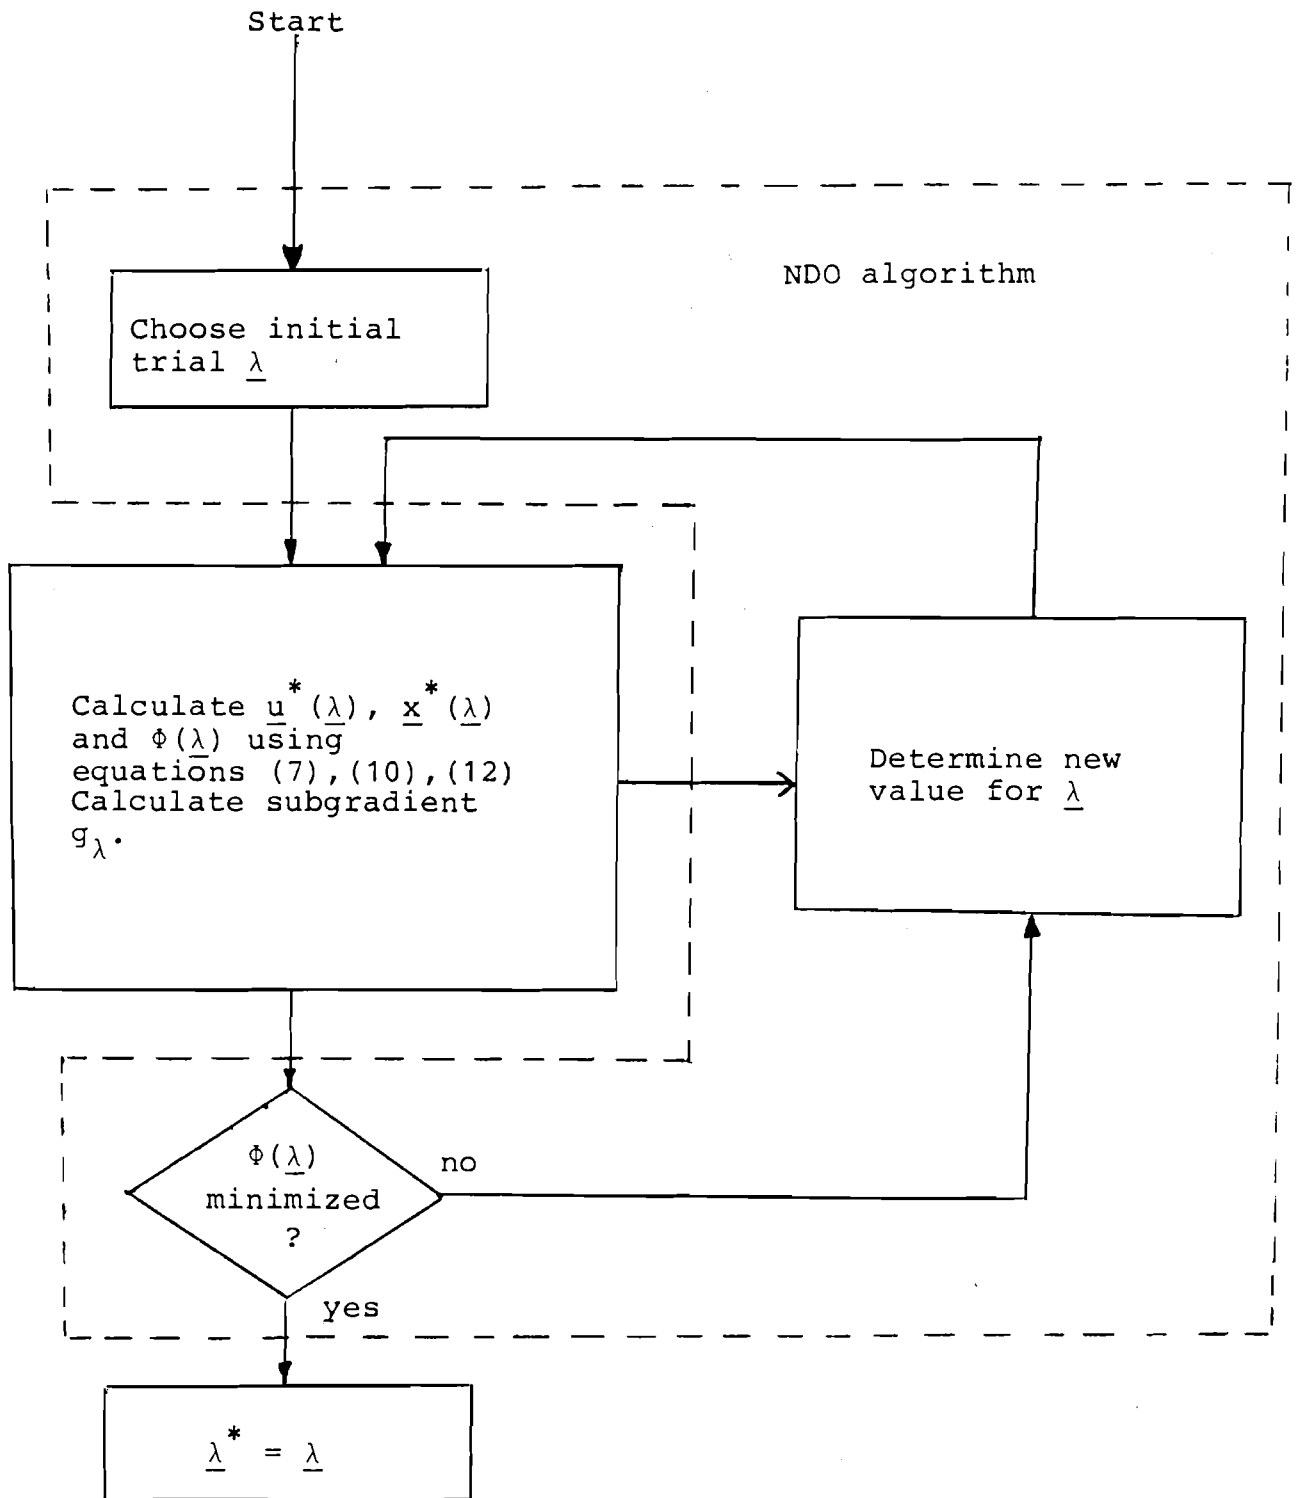 Start
NDO algorithm
Choose initial
trial λ
Calculate u*(λ), x*(λ)
and Φ(λ) using
equations (7),(10),(12)
Calculate subgradient
gλ.
Determine new
value for λ
Φ(λ)
minimized
?
no
yes
λ* = λ